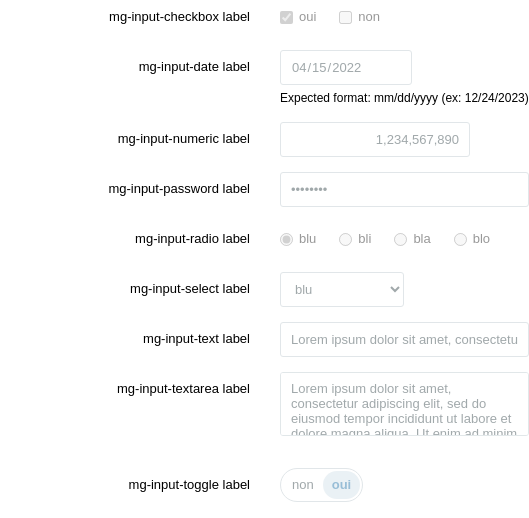 mg-input-checkbox label oui non
mg-input-date label 04/15/2022
Expected format: mm/dd/yyyy (ex: 12/24/2023)
mg-input-numeric label 1,234,567,890
mg-input-password label ••••••••
mg-input-radio label blu bli bla blo
mg-input-select label blu
mg-input-text label Lorem ipsum dolor sit amet, consectetu
mg-input-textarea label Lorem ipsum dolor sit amet,
consectetur adipiscing elit, sed do
eiusmod tempor incididunt ut labore et
dolore magna aliqua. Ut enim ad minim
mg-input-toggle label non oui